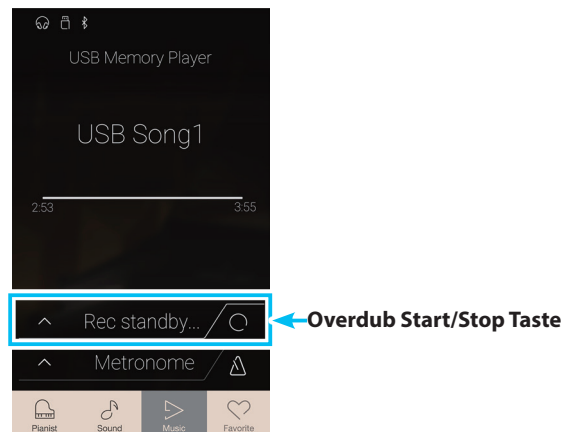 USB Memory Player
USB Song1
2:53 3:55
Rec standby...
Overdub Start/Stop Taste
Metronome
Pianist Sound Music Favorite